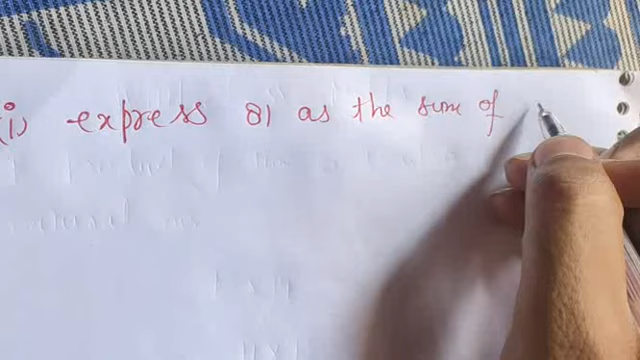 (i) express 81 as the sum of